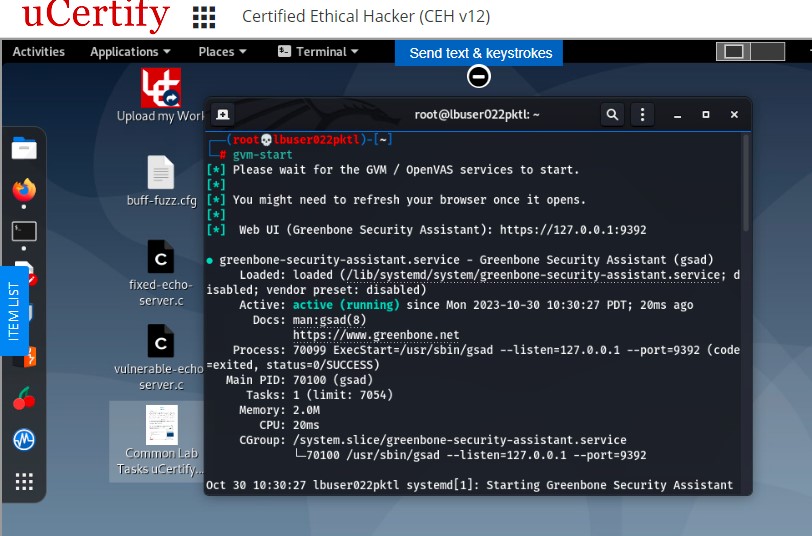 uCertify
Certified Ethical Hacker (CEH v12)
Activities Applications Places Terminal
Send text & keystrokes
Upload my Work
buff-fuzz.cfg
fixed-echo-
server.c
vulnerable-echo
server.c
Common Lab
Tasks uCertify...
ITEM LIST
root@lbuser022pktl: ~
(root💀lbuser022pktl)-[~]
# gvm-start
[*] Please wait for the GVM / OpenVAS services to start.
[*]
[*] You might need to refresh your browser once it opens.
[*]
[*]  Web UI (Greenbone Security Assistant): https://127.0.0.1:9392
● greenbone-security-assistant.service - Greenbone Security Assistant (gsad)
Loaded: loaded (/lib/systemd/system/greenbone-security-assistant.service; d
isabled; vendor preset: disabled)
Active: active (running) since Mon 2023-10-30 10:30:27 PDT; 20ms ago
Docs: man:gsad(8)
https://www.greenbone.net
Process: 70099 ExecStart=/usr/sbin/gsad --listen=127.0.0.1 --port=9392 (code
=exited, status=0/SUCCESS)
Main PID: 70100 (gsad)
Tasks: 1 (limit: 7054)
Memory: 2.0M
CPU: 20ms
CGroup: /system.slice/greenbone-security-assistant.service
└─70100 /usr/sbin/gsad --listen=127.0.0.1 --port=9392
Oct 30 10:30:27 lbuser022pktl systemd[1]: Starting Greenbone Security Assistant